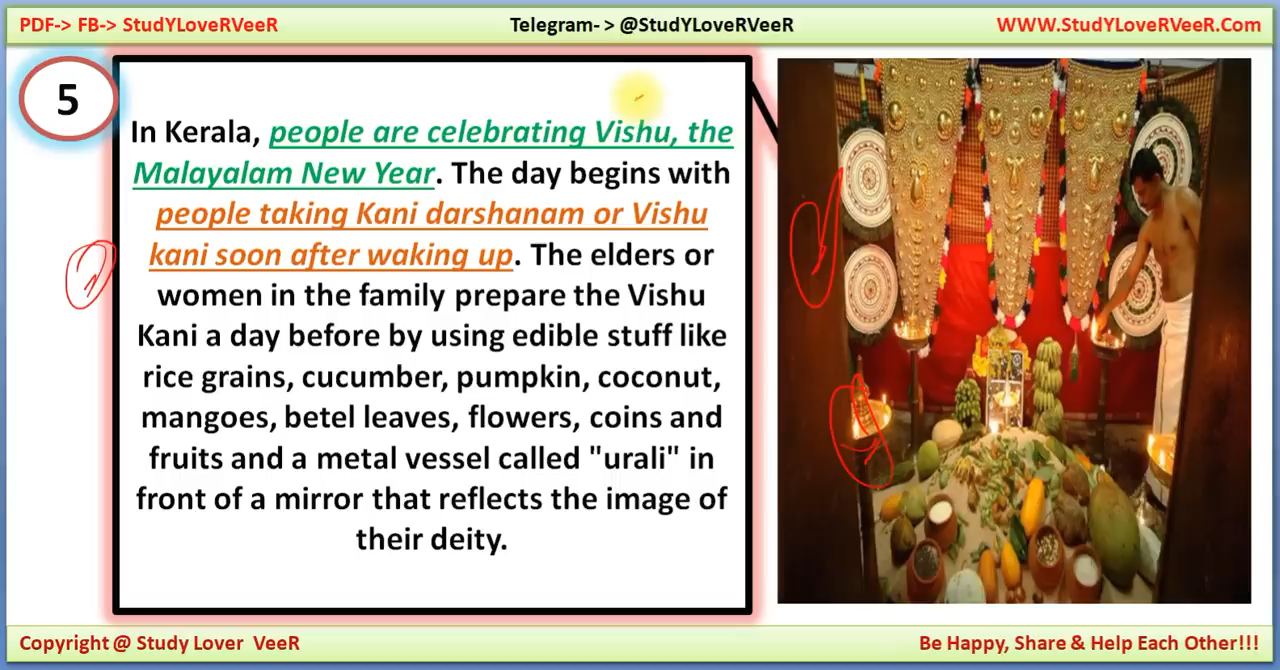 PDF-> FB-> StudYLoveRVeeR
Telegram- > @StudYLoveRVeeR
WWW.StudYLoveRVeeR.Com
5
In Kerala, people are celebrating Vishu, the
Malayalam New Year. The day begins with
people taking Kani darshanam or Vishu
kani soon after waking up. The elders or
women in the family prepare the Vishu
Kani a day before by using edible stuff like
rice grains, cucumber, pumpkin, coconut,
mangoes, betel leaves, flowers, coins and
fruits and a metal vessel called "urali" in
front of a mirror that reflects the image of
their deity.
Copyright @ Study Lover  VeeR
Be Happy, Share & Help Each Other!!!